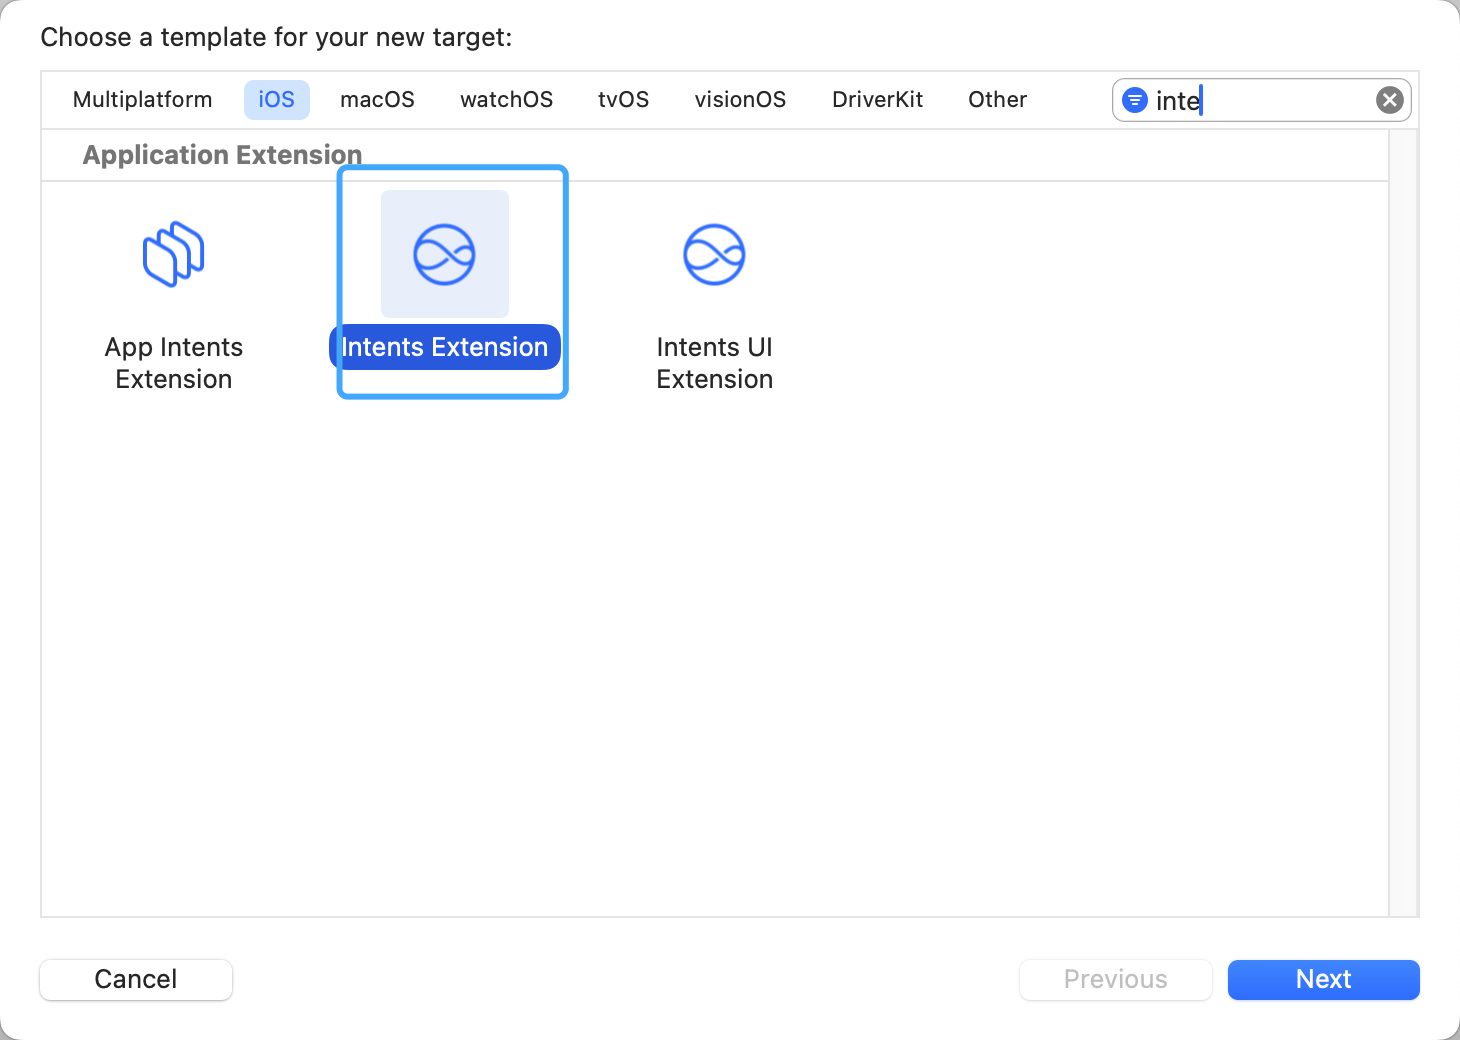 Choose a template for your new target:
Multiplatform iOS macOS watchOS tvOS visionOS DriverKit Other inte
Application Extension
App Intents
Extension
Intents Extension
Intents UI
Extension
Cancel Previous Next